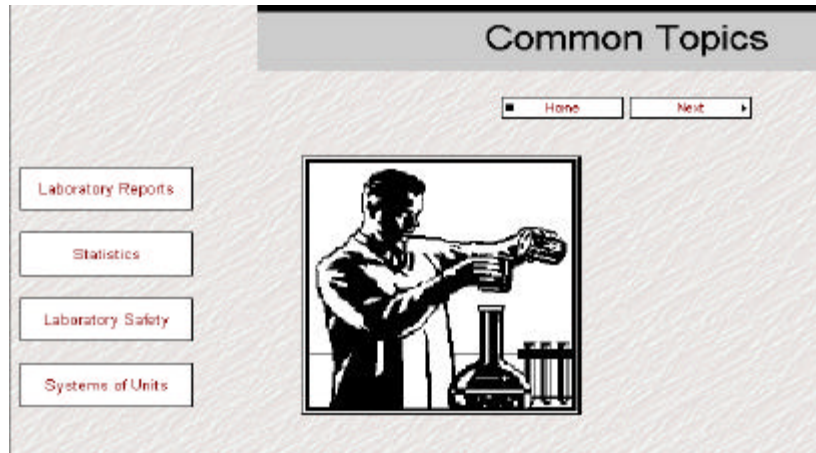 Common Topics
Home
Next
Laboratory Reports
Statistics
Laboratory Safety
Systems of Units